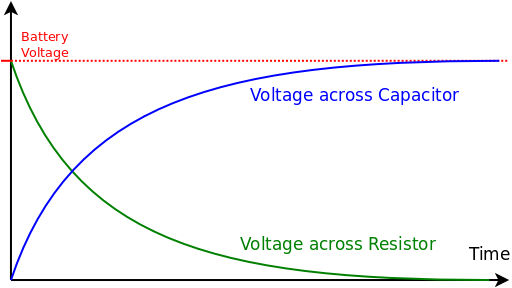 Battery
Voltage
Voltage across Capacitor
Voltage across Resistor
Time